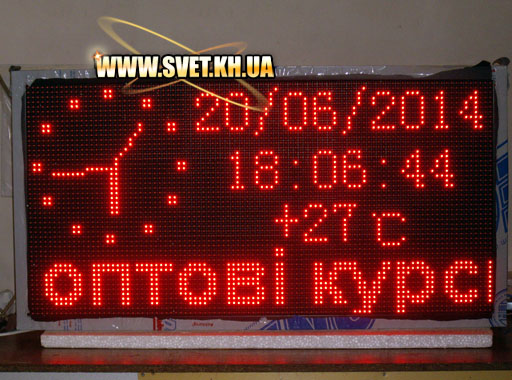 WWW.SVET.KH.UA
20/06/2014
18:06:44
+27 °C
оптові курс